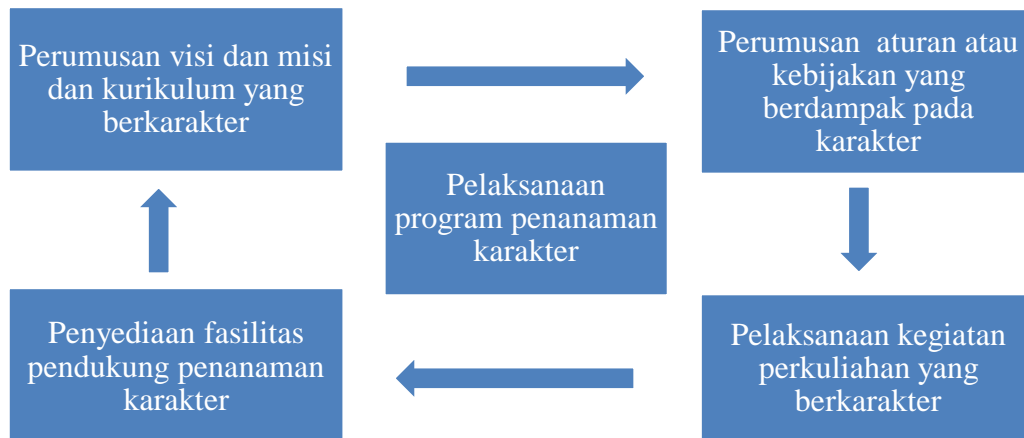 Perumusan visi dan misi
dan kurikulum yang
berkarakter
Perumusan aturan atau
kebijakan yang
berdampak pada
karakter
Pelaksanaan
program penanaman
karakter
Penyediaan fasilitas
pendukung penanaman
karakter
Pelaksanaan kegiatan
perkuliahan yang
berkarakter